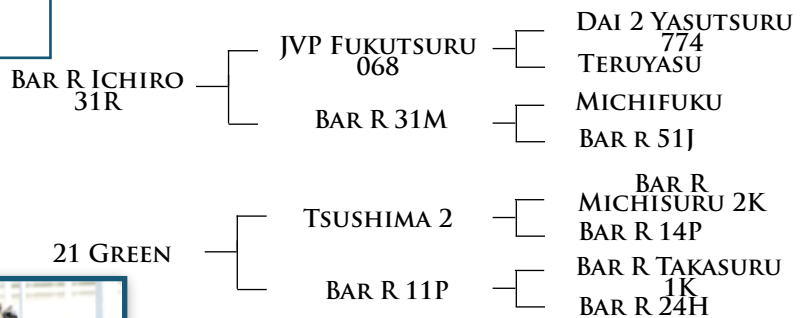 Dai 2 Yasutsuru
774
JVP Fukutsuru
068
Teruyasu
Bar R Ichiro
31R
Michifuku
Bar R 31M
Bar r 51J
Bar R
Michisuru 2K
Tsushima 2
Bar R 14P
21 Green
Bar R Takasuru
1K
Bar R 11P
Bar R 24H